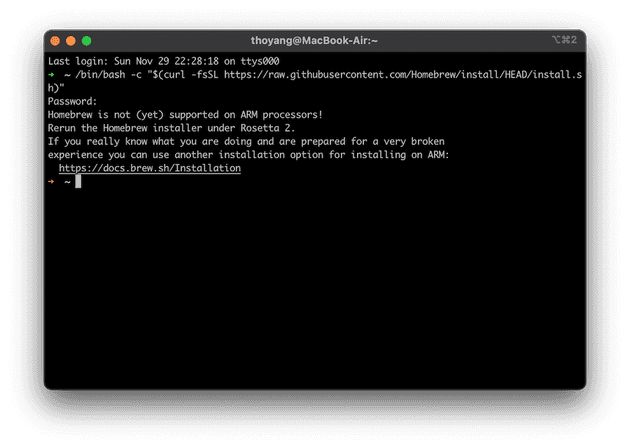 thoyang@MacBook-Air:~
⌥⌘2
Last login: Sun Nov 29 22:28:18 on ttys000
➜  ~ /bin/bash -c "$(curl -fsSL https://raw.githubusercontent.com/Homebrew/install/HEAD/install.s
h)"
Password:
Homebrew is not (yet) supported on ARM processors!
Rerun the Homebrew installer under Rosetta 2.
If you really know what you are doing and are prepared for a very broken
experience you can use another installation option for installing on ARM:
  https://docs.brew.sh/Installation
➜  ~